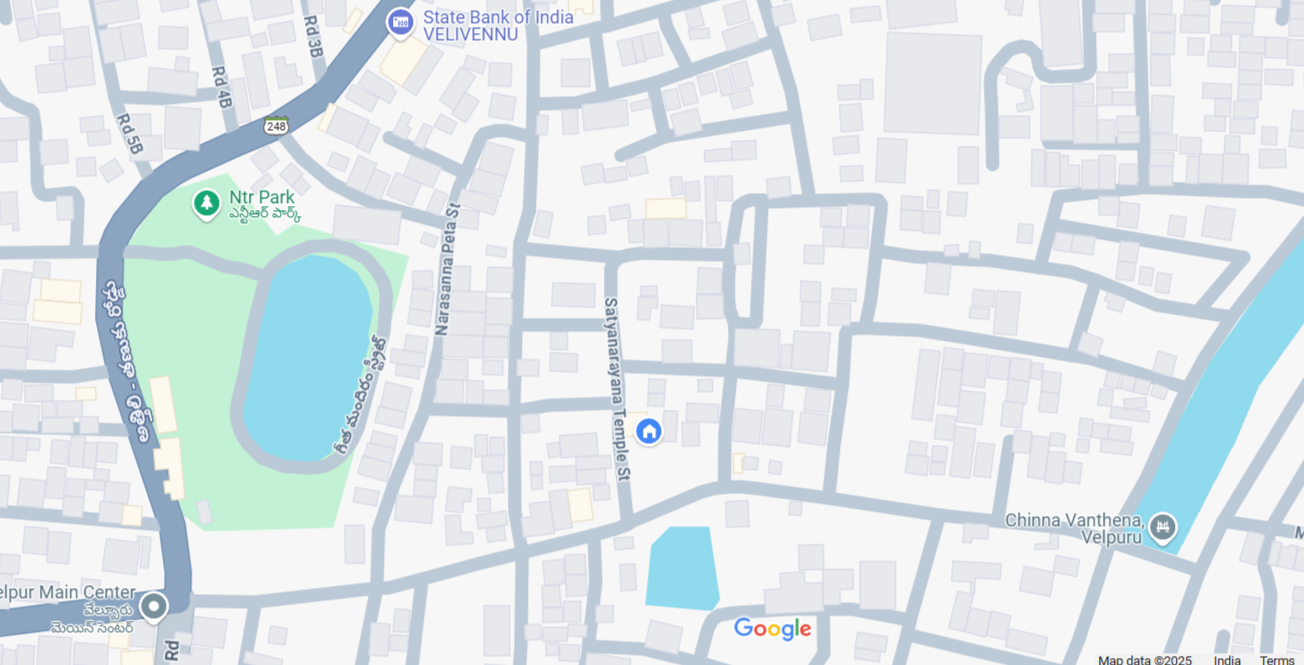 Rd 3B
State Bank of India
VELIVENNU
Rd 4B
Rd 5B
248
Ntr Park
ఎన్టీఆర్ పార్క్
Narasanna Peta St
Satyanarayana Temple St
గీత మందిరం స్ట్రీట్
Chinna Vanthena,
Velpuru
elpur Main Center
వేల్పూరు
మెయిన్ సెంటర్
Rd
Google
Map data ©2025 India Terms